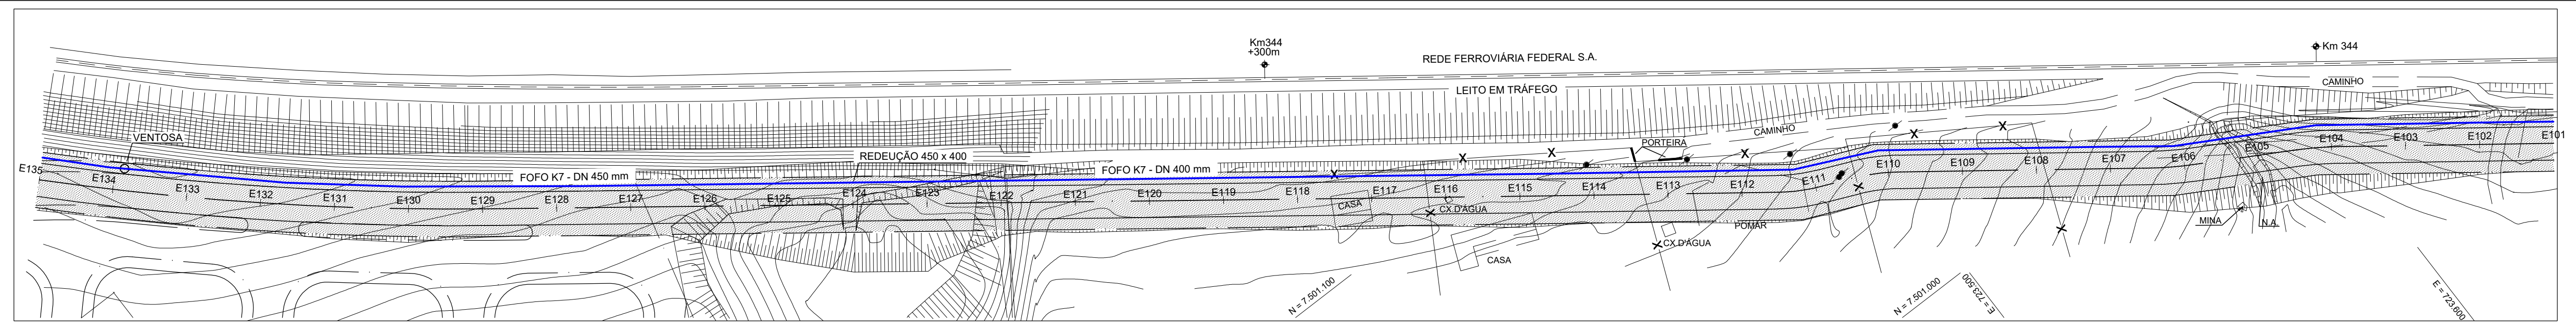 Km344
+300m
REDE FERROVIÁRIA FEDERAL S.A.
Km 344
LEITO EM TRÁFEGO
CAMINHO
CAMINHO
VENTOSA
PORTEIRA
REDEUÇÃO 450 x 400
FOFO K7 - DN 450 mm
FOFO K7 - DN 400 mm
E135
E134
E133
E132
E131
E130
E129
E128
E127
E126
E125
E124
E123
E122
E121
E120
E119
E118
E117
E116
E115
E114
E113
E112
E111
E110
E109
E108
E107
E106
E105
E104
E103
E102
E101
CASA
CX.D'ÁGUA
CX.D'ÁGUA
CASA
POMAR
MINA
N.A.
N = 7.501.100
N = 7.501.000
E = 723.500
E = 723.600